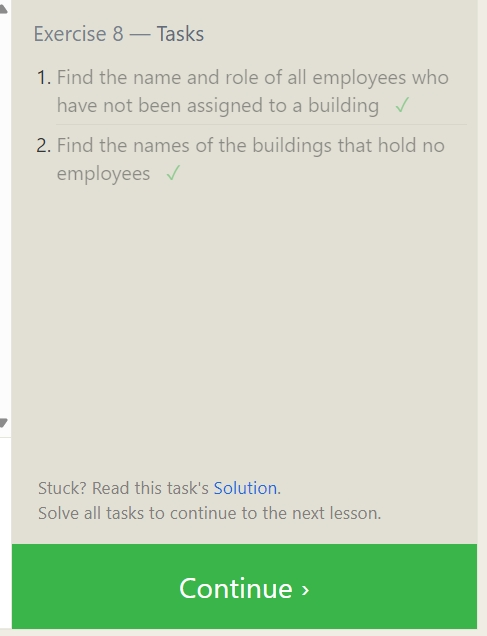 Exercise 8 — Tasks
1. Find the name and role of all employees who
have not been assigned to a building ✓
2. Find the names of the buildings that hold no
employees ✓
Stuck? Read this task's Solution.
Solve all tasks to continue to the next lesson.
Continue ›